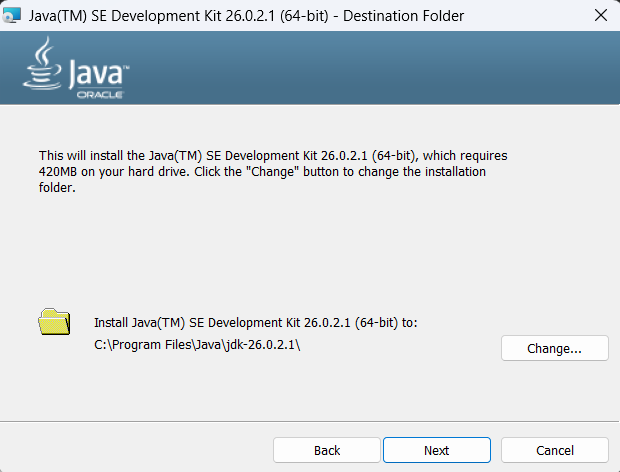 Java(TM) SE Development Kit 26.0.2.1 (64-bit) - Destination Folder
Java™
ORACLE
This will install the Java(TM) SE Development Kit 26.0.2.1 (64-bit), which requires
420MB on your hard drive. Click the "Change" button to change the installation
folder.
Install Java(TM) SE Development Kit 26.0.2.1 (64-bit) to:
C:\Program Files\Java\jdk-26.0.2.1\
Change...
Back
Next
Cancel